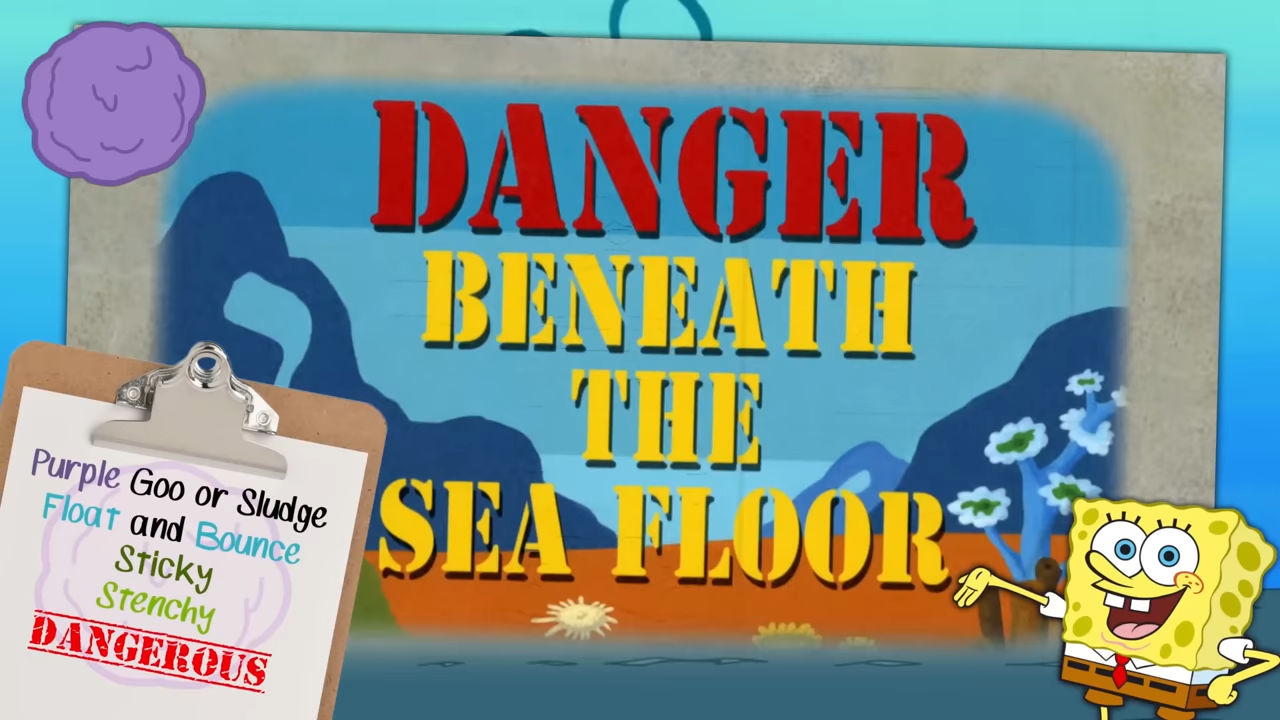 DANGER
BENEATH
THE
SEA FLOOR
Purple Goo or Sludge
Float and Bounce
Sticky
Stenchy
DANGEROUS